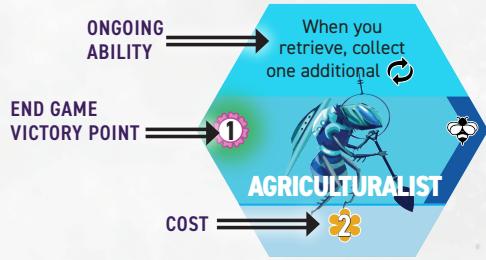 ONGOING
ABILITY
When you
retrieve, collect
one additional
END GAME
VICTORY POINT
1
AGRICULTURALIST
COST
2